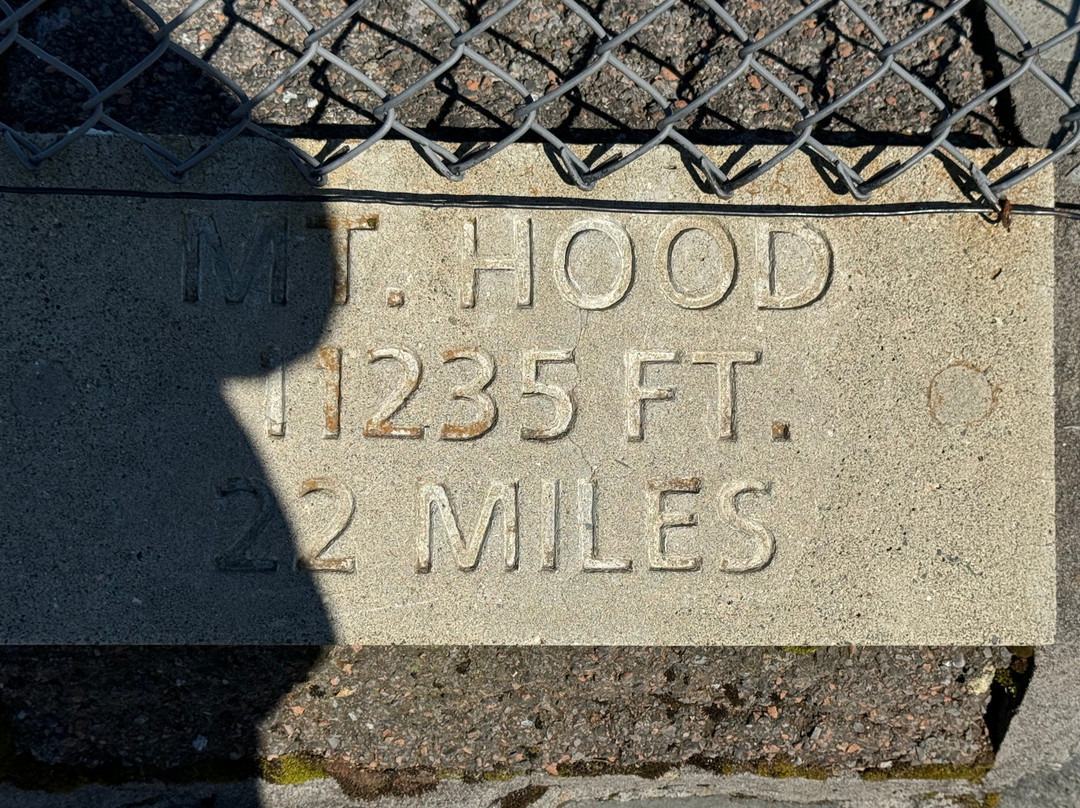 MT. HOOD
11235 FT.
22 MILES